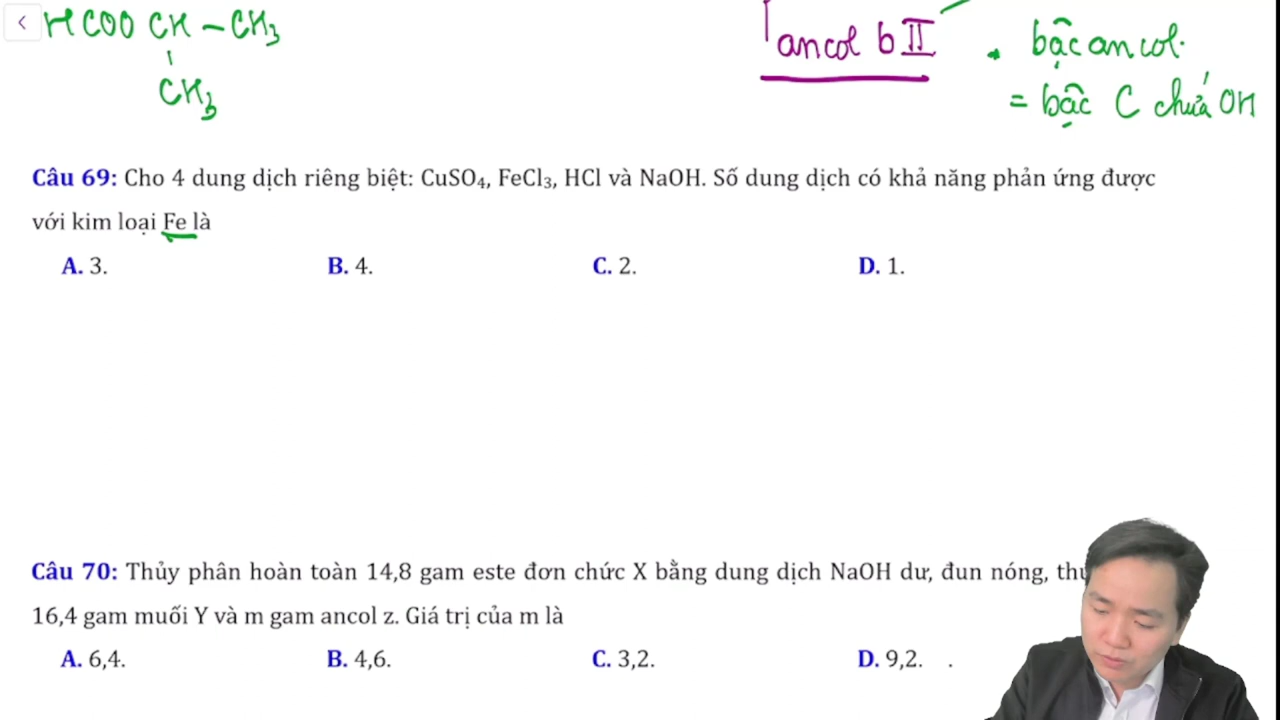 HCOO CH – CH3
CH3
ancol b II
bậc ancol.
= bậc C chứa OH
Câu 69: Cho 4 dung dịch riêng biệt: CuSO₄, FeCl₃, HCl và NaOH. Số dung dịch có khả năng phản ứng được
với kim loại Fe là
A. 3. B. 4. C. 2. D. 1.
Câu 70: Thủy phân hoàn toàn 14,8 gam este đơn chức X bằng dung dịch NaOH dư, đun nóng,
16,4 gam muối Y và m gam ancol z. Giá trị của m là
A. 6,4. B. 4,6. C. 3,2. D. 9,2. .